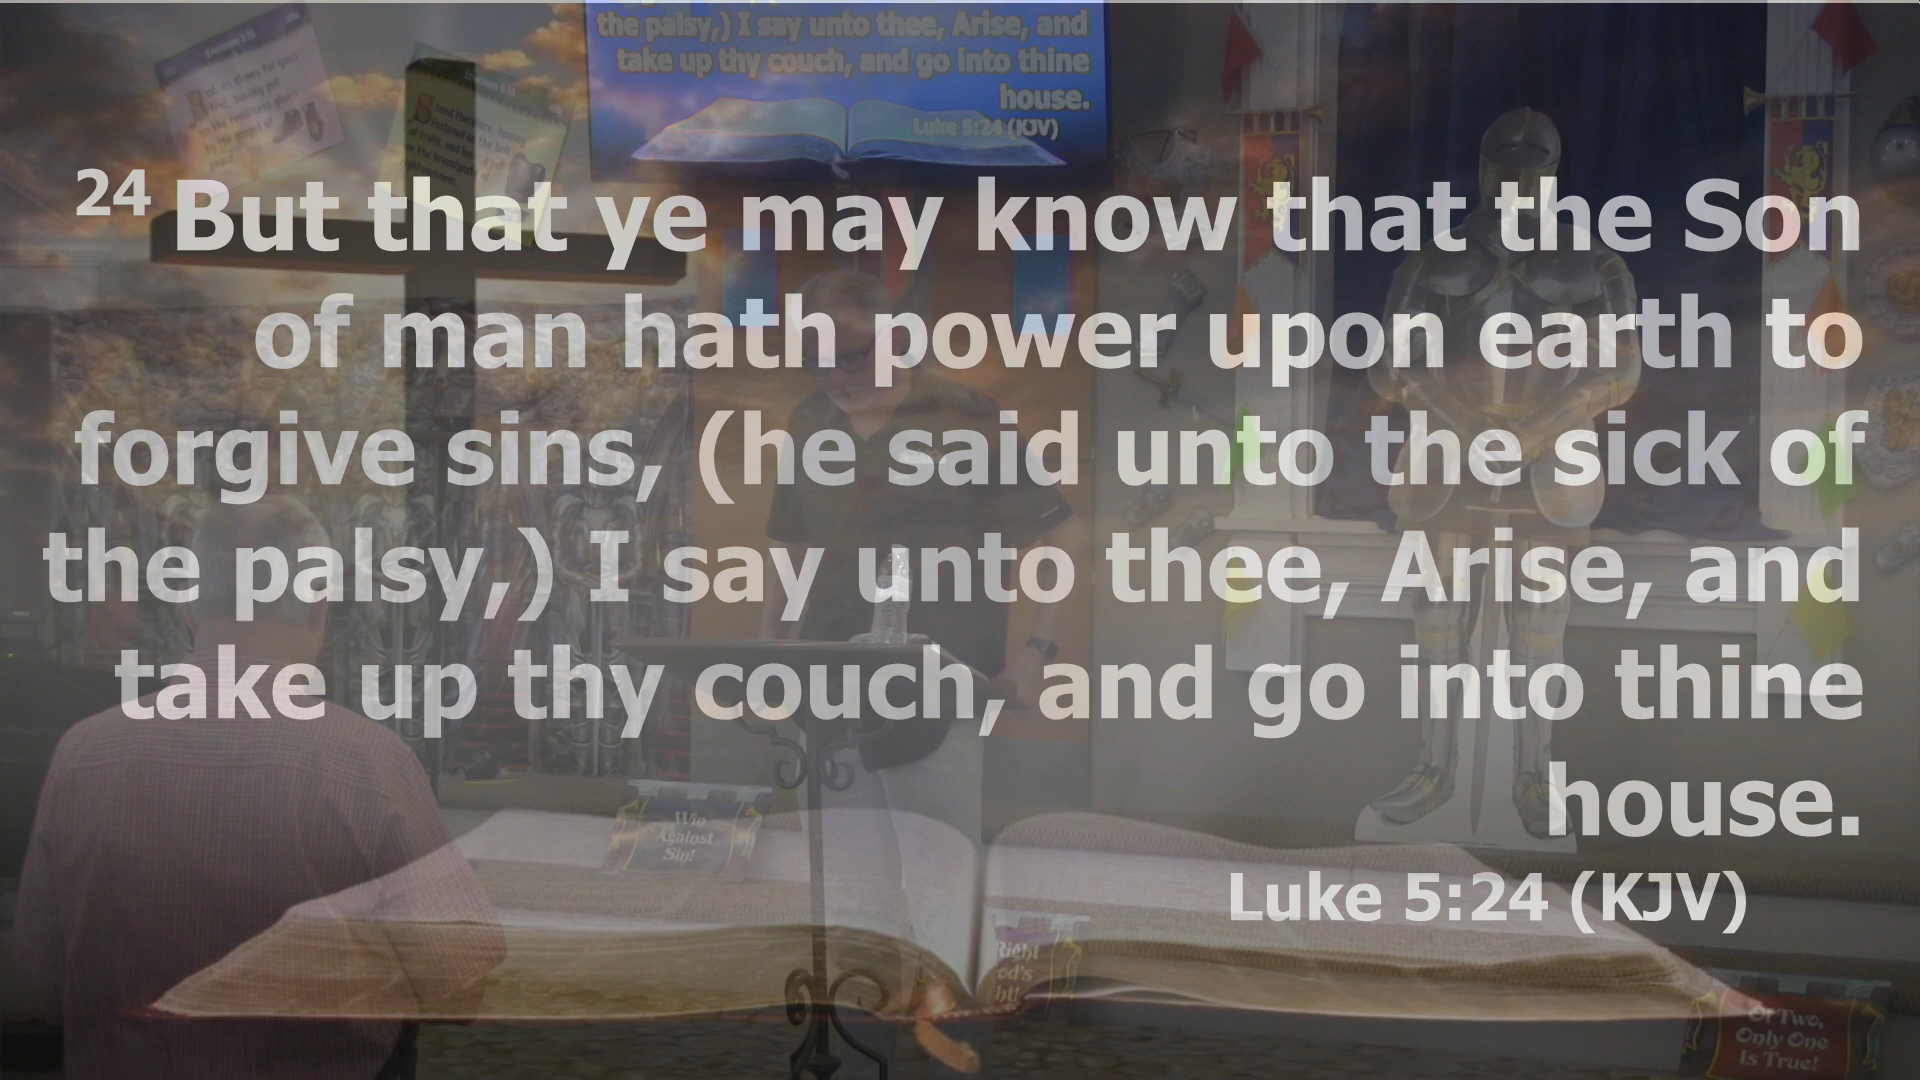 the palsy,) I say unto thee, Arise, and
take up thy couch, and go into thine
house.
Luke 5:24 (KJV)
24 But that ye may know that the Son
of man hath power upon earth to
forgive sins, (he said unto the sick of
the palsy,) I say unto thee, Arise, and
take up thy couch, and go into thine
house.
Luke 5:24 (KJV)
Win
Against
Sin!
Right
Of Two,
Only One
Is True!